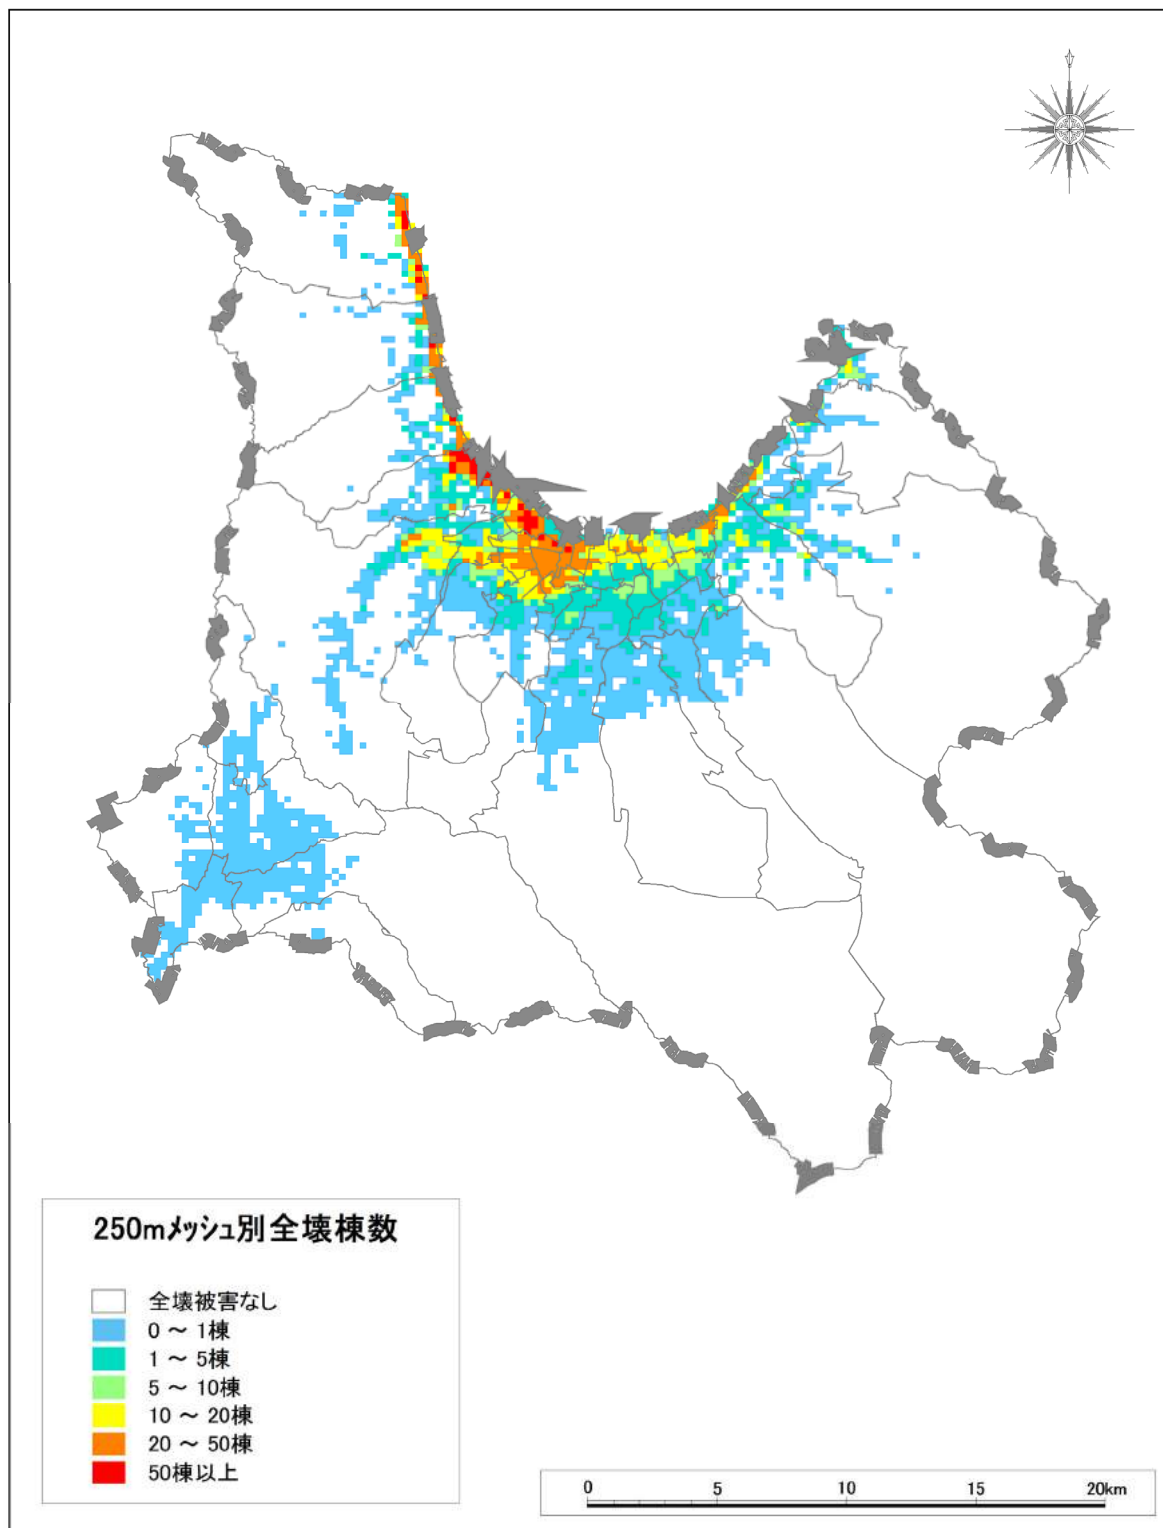 250mメッシュ別全壊棟数
全壊被害なし
0 ～ 1棟
1 ～ 5棟
5 ～ 10棟
10 ～ 20棟
20 ～ 50棟
50棟以上
0 5 10 15 20km